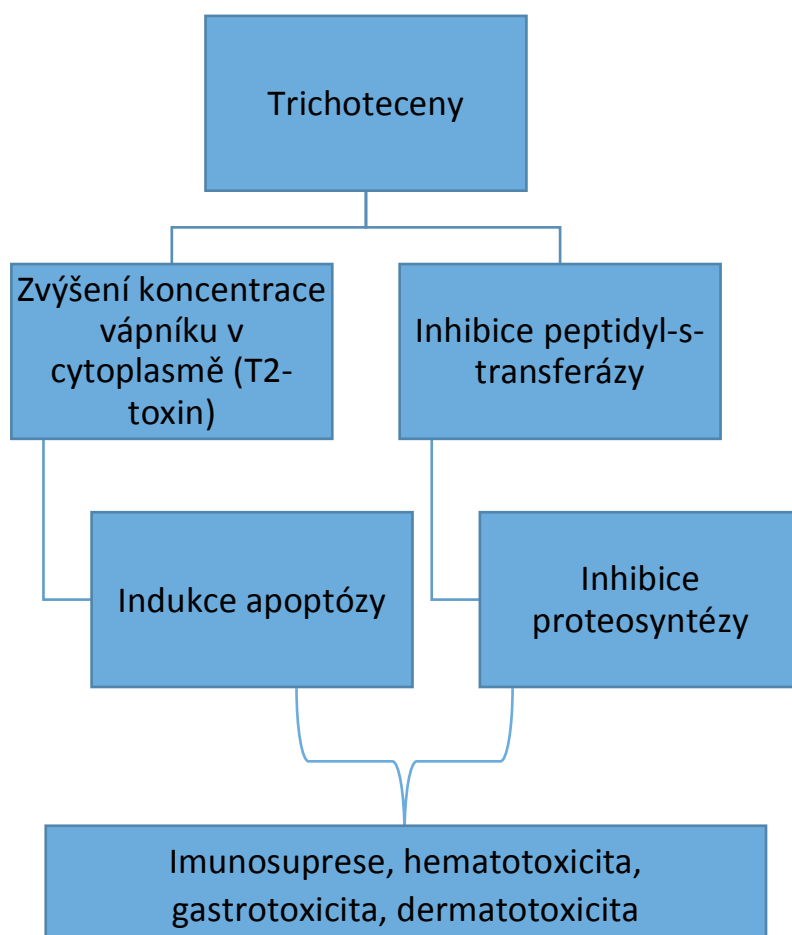 Trichoteceny
Zvýšení koncentrace
vápníku v
cytoplasmě (T2-
toxin)
Inhibice peptidyl-s-
transferázy
Indukce apoptózy
Inhibice
proteosyntézy
Imunosuprese, hematotoxicita,
gastrotoxicita, dermatotoxicita